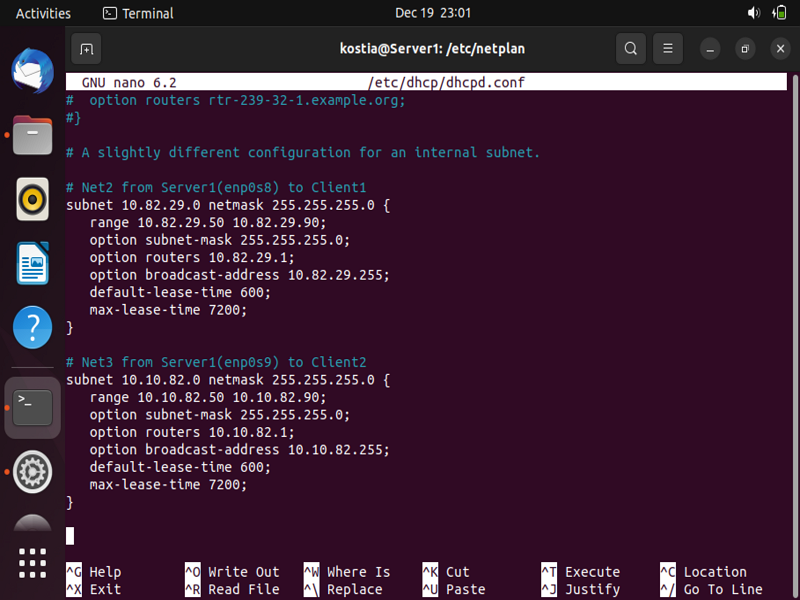 Activities Terminal Dec 19 23:01
kostia@Server1: /etc/netplan
GNU nano 6.2 /etc/dhcp/dhcpd.conf
#  option routers rtr-239-32-1.example.org;
#}
# A slightly different configuration for an internal subnet.
# Net2 from Server1(enp0s8) to Client1
subnet 10.82.29.0 netmask 255.255.255.0 {
range 10.82.29.50 10.82.29.90;
option subnet-mask 255.255.255.0;
option routers 10.82.29.1;
option broadcast-address 10.82.29.255;
default-lease-time 600;
max-lease-time 7200;
}
# Net3 from Server1(enp0s9) to Client2
subnet 10.10.82.0 netmask 255.255.255.0 {
range 10.10.82.50 10.10.82.90;
option subnet-mask 255.255.255.0;
option routers 10.10.82.1;
option broadcast-address 10.10.82.255;
default-lease-time 600;
max-lease-time 7200;
}
^G Help ^O Write Out ^W Where Is ^K Cut ^T Execute ^C Location
^X Exit ^R Read File ^\ Replace ^U Paste ^J Justify ^/ Go To Line